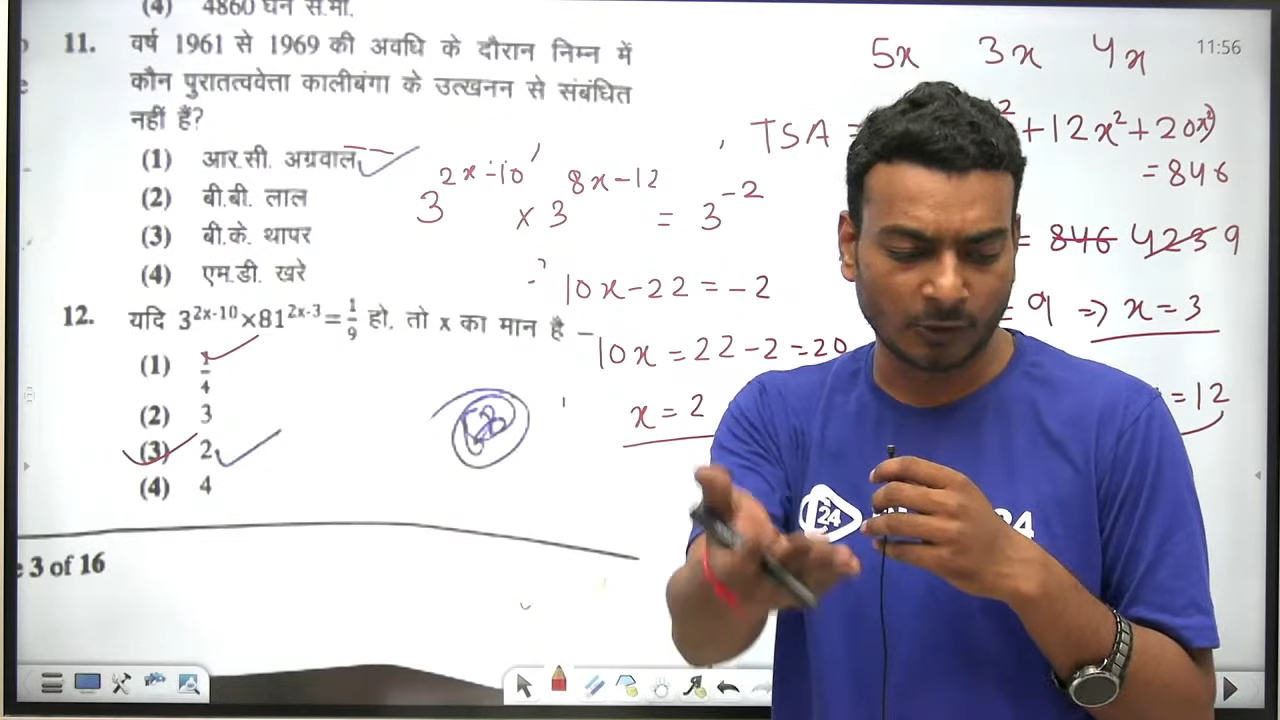 (4) 4860 घन से.मी.
11. वर्ष 1961 से 1969 की अवधि के दौरान निम्न में
कौन पुरातत्ववेत्ता कालीबंगा के उत्खनन से संबंधित
नहीं हैं?
(1) आर.सी. अग्रवाल
(2) बी.बी. लाल
(3) बी.के. थापर
(4) एम.डी. खरे
12. यदि 3^{2x-10}×81^{2x-3}=1/9 हो, तो x का मान है –
(1) 1/4
(2) 3
(3) 2
(4) 4
3 of 16
3^{2x-10} × 3^{8x-12} = 3^{-2}
10x-22 = -2
10x = 22-2 = 20
x = 2
5x 3x 4x
11:56
TSA =
+12x²+20x²)
= 846
= 846 423 9
= 9 => x = 3
= 12
24
24